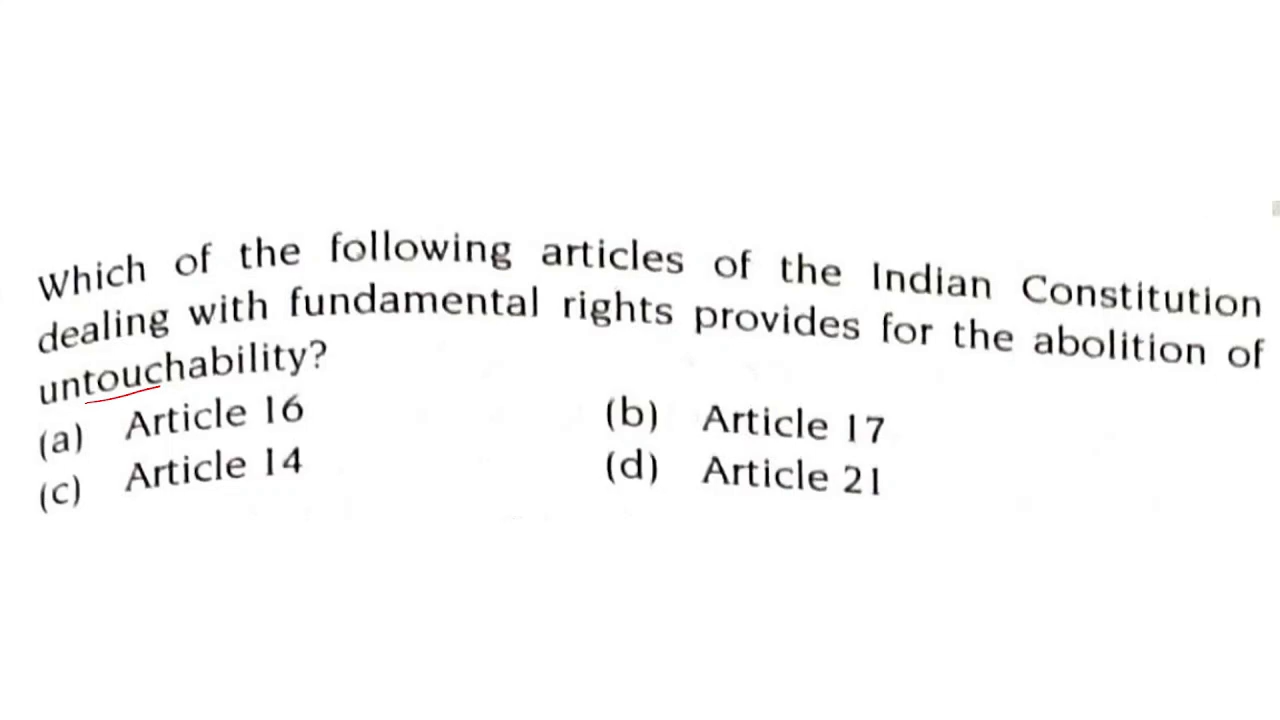 Which of the following articles of the Indian Constitution
dealing with fundamental rights provides for the abolition of
untouchability?
(a) Article 16 (b) Article 17
(c) Article 14 (d) Article 21